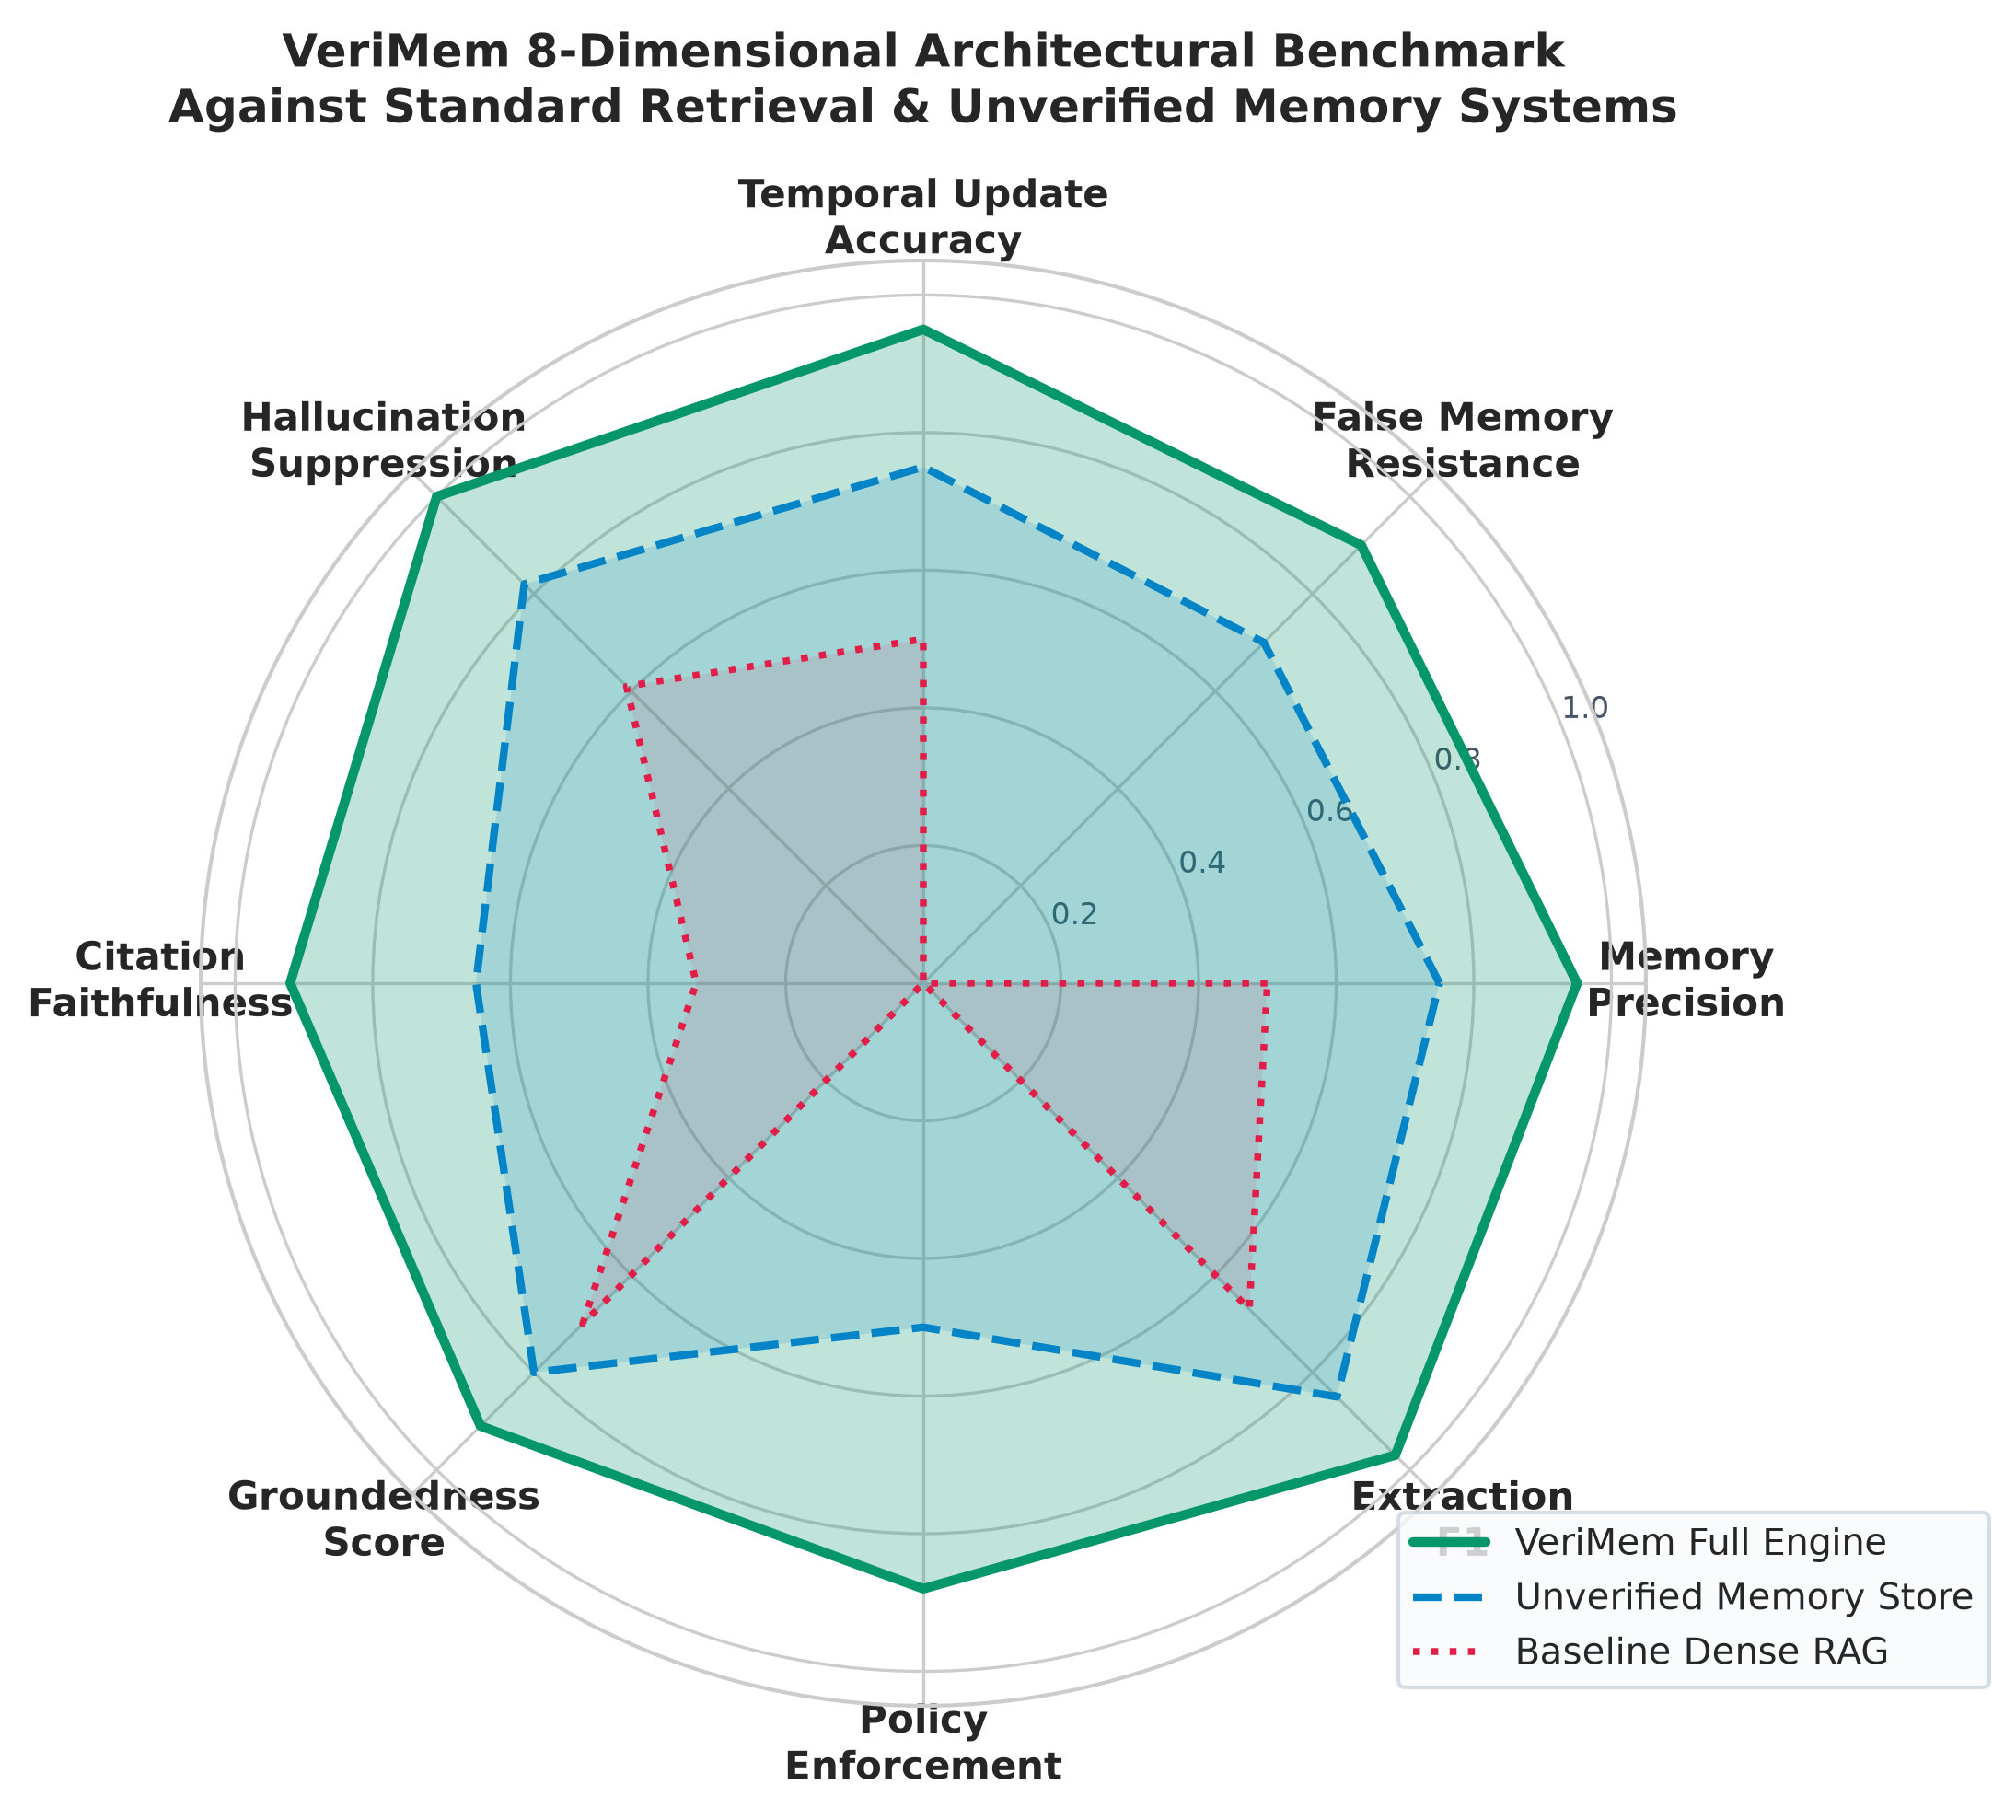 VeriMem 8-Dimensional Architectural Benchmark
Against Standard Retrieval & Unverified Memory Systems
Temporal Update
Accuracy
Hallucination
Suppression
False Memory
Resistance
1.0
0.8
0.6
0.4
0.2
Citation
Faithfulness
Memory
Precision
Groundedness
Score
Extraction
F1
VeriMem Full Engine
Unverified Memory Store
Baseline Dense RAG
Policy
Enforcement